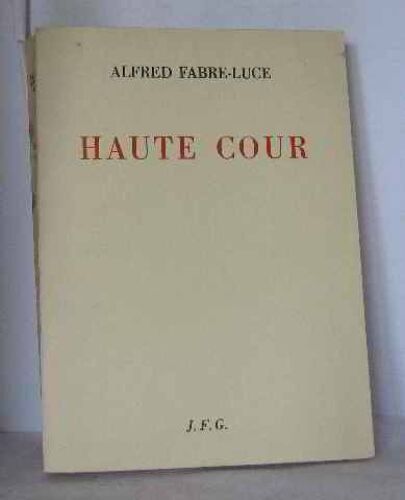 ALFRED FABRE-LUCE
HAUTE COUR
J. F. G.